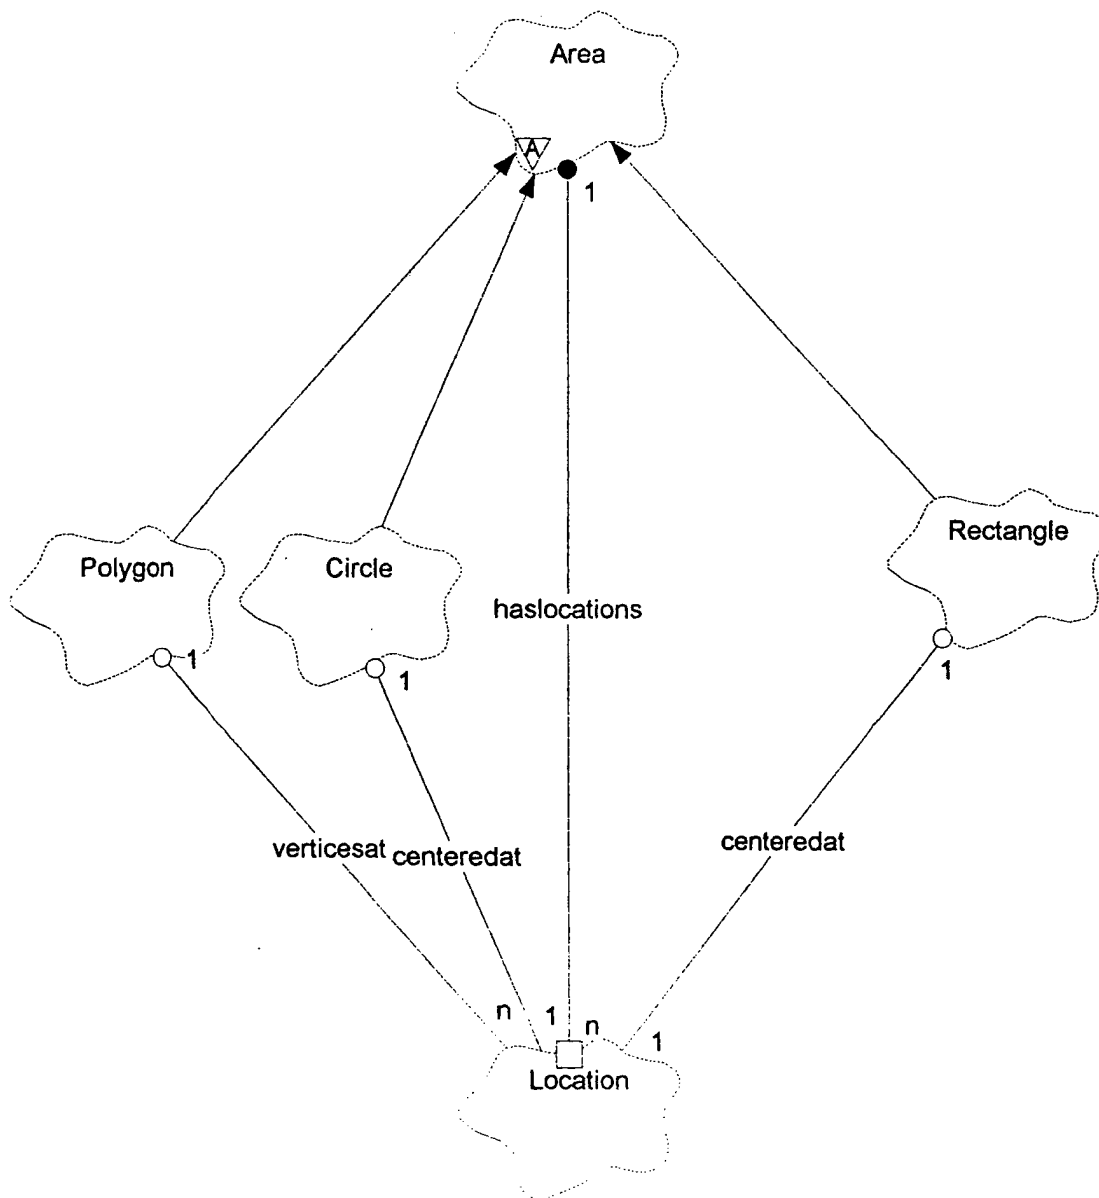 Area
A
1
Rectangle
Polygon
Circle
haslocations
1
1
1
verticesat
centeredat
centeredat
n
1
n
1
Location